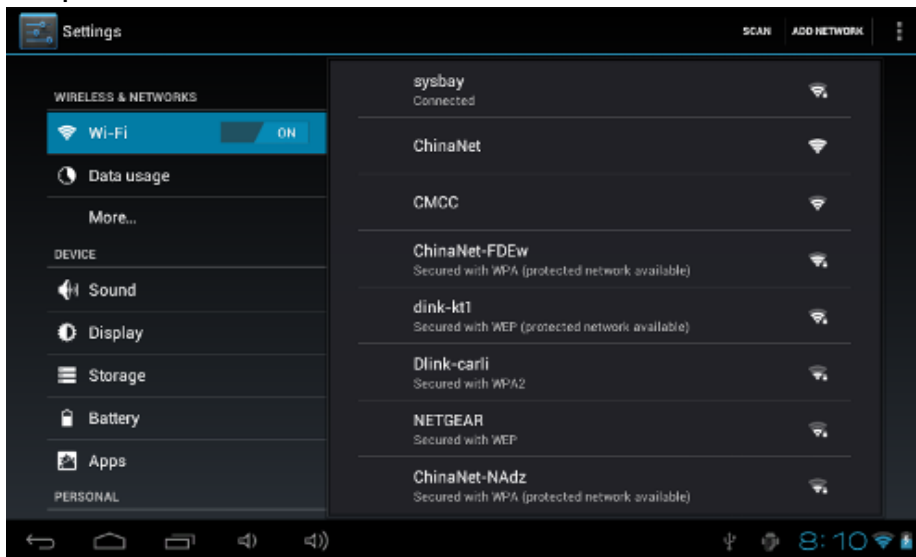 Settings
SCAN ADD NETWORK
WIRELESS & NETWORKS
Wi-Fi ON
Data usage
More...
DEVICE
Sound
Display
Storage
Battery
Apps
PERSONAL
sysbay
Connected
ChinaNet
CMCC
ChinaNet-FDEw
Secured with WPA (protected network available)
dink-kt1
Secured with WEP (protected network available)
Dlink-carli
Secured with WPA2
NETGEAR
Secured with WEP
ChinaNet-NAdz
Secured with WPA (protected network available)
8:10